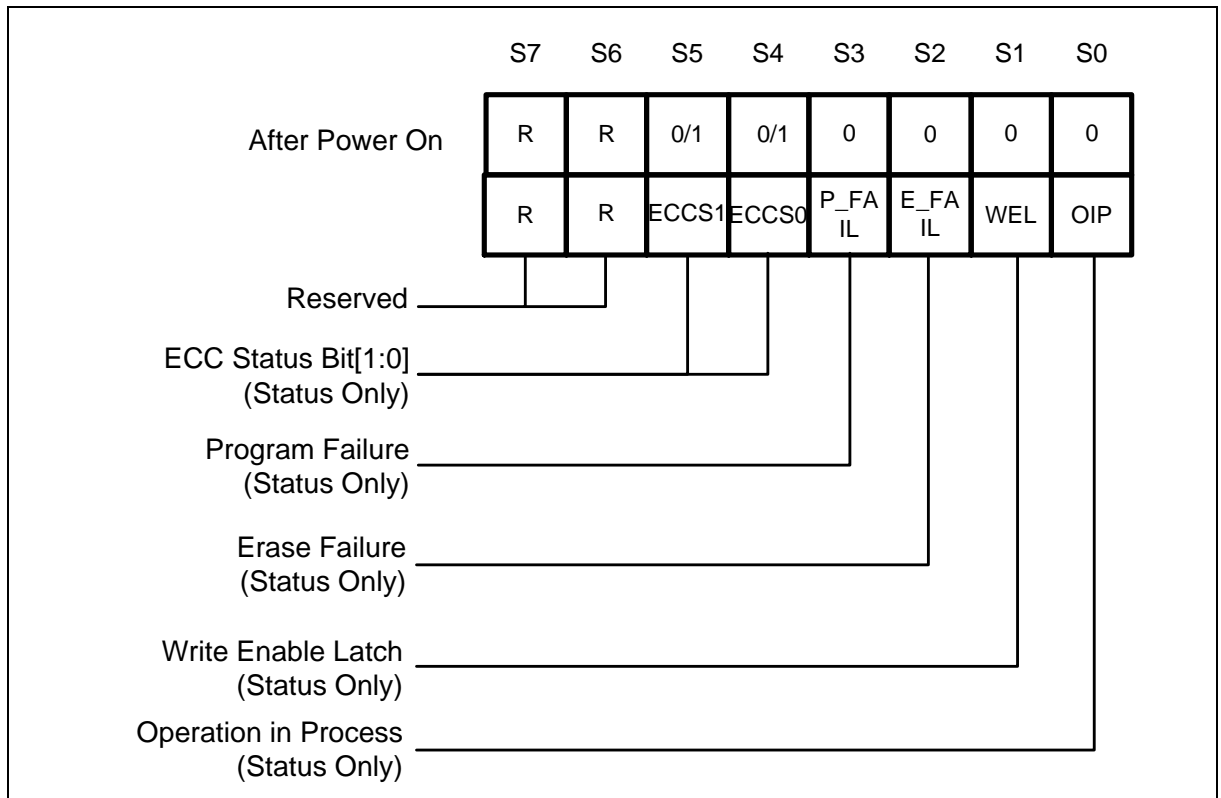 S7 S6 S5 S4 S3 S2 S1 S0
After Power On R R 0/1 0/1 0 0 0 0
R R ECCS1 ECCS0 P_FA IL E_FA IL WEL OIP
Reserved
ECC Status Bit[1:0]
(Status Only)
Program Failure
(Status Only)
Erase Failure
(Status Only)
Write Enable Latch
(Status Only)
Operation in Process
(Status Only)